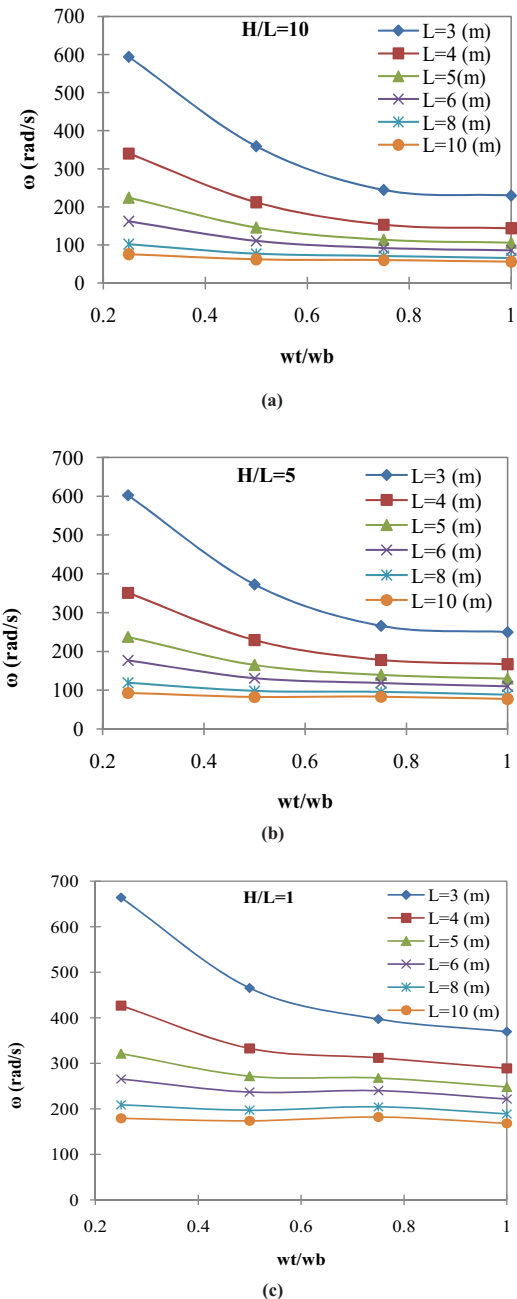 H/L=10
700
600
500
400
300
200
100
0
ω (rad/s)
0.2 0.4 0.6 0.8 1
wt/wb
L=3 (m)
L=4 (m)
L=5(m)
L=6 (m)
L=8 (m)
L=10 (m)
(a)
H/L=5
700
600
500
400
300
200
100
0
ω (rad/s)
0.2 0.4 0.6 0.8 1
wt/wb
L=3 (m)
L=4 (m)
L=5 (m)
L=6 (m)
L=8 (m)
L=10 (m)
(b)
H/L=1
700
600
500
400
300
200
100
0
ω (rad/s)
0.2 0.4 0.6 0.8 1
wt/wb
L=3 (m)
L=4 (m)
L=5 (m)
L=6 (m)
L=8 (m)
L=10 (m)
(c)